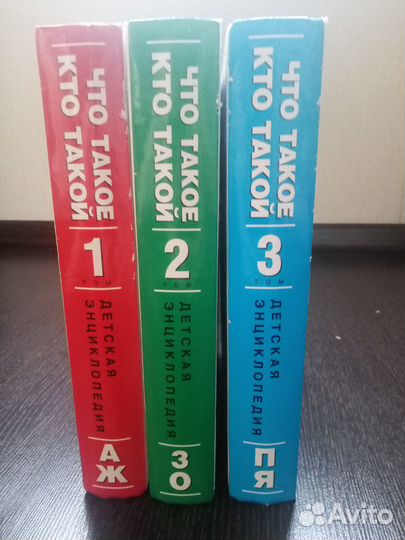 ЧТО ТАКОЕ
КТО ТАКОЙ
1
ТОМ
ДЕТСКАЯ
ЭНЦИКЛОПЕДИЯ
А
Ж
ЧТО ТАКОЕ
КТО ТАКОЙ
2
ТОМ
ДЕТСКАЯ
ЭНЦИКЛОПЕДИЯ
З
О
ЧТО ТАКОЕ
КТО ТАКОЙ
3
ТОМ
ДЕТСКАЯ
ЭНЦИКЛОПЕДИЯ
П
Я
Avito